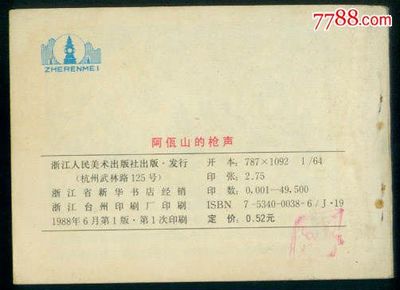 7788.com
ZHERENMEI
阿佤山的枪声
浙江人民美术出版社出版·发行
(杭州武林路125号)
浙江省新华书店经销
浙江台州印刷厂印刷
1988年6月第1版·第1次印刷
开本:787×1092 1/64
印张:2.75
印数:0.001—49.500
ISBN 7-5340-0038-6/J·19
定价:0.52元